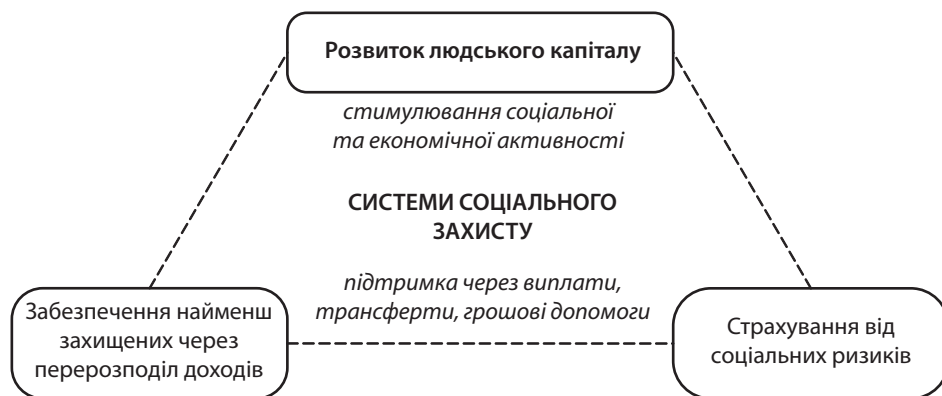 Розвиток людського капіталу
стимулювання соціальної
та економічної активності
СИСТЕМИ СОЦІАЛЬНОГО
ЗАХИСТУ
підтримка через виплати,
трансферти, грошові допомоги
Забезпечення найменш
захищених через
перерозподіл доходів
Страхування від
соціальних ризиків